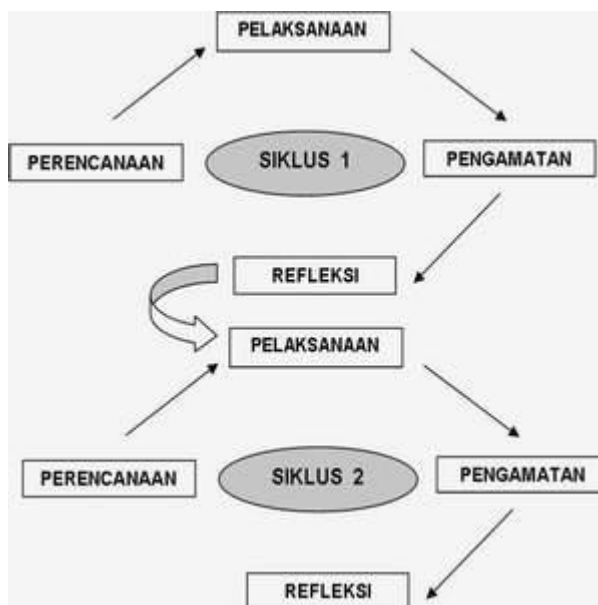 PELAKSANAAN
PERENCANAAN
SIKLUS 1
PENGAMATAN
REFLEKSI
PELAKSANAAN
PERENCANAAN
SIKLUS 2
PENGAMATAN
REFLEKSI